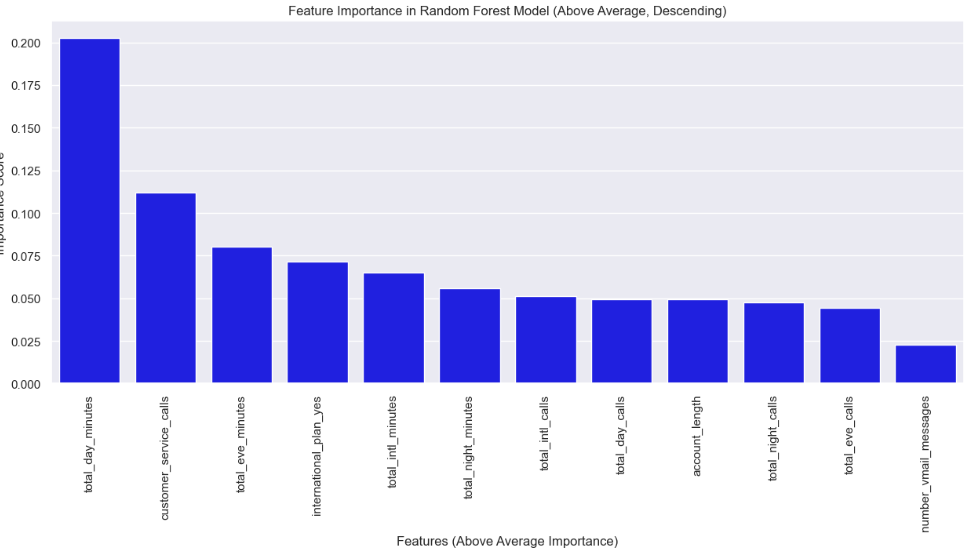 Feature Importance in Random Forest Model (Above Average, Descending)
0.200
0.175
0.150
0.125
0.100
0.075
0.050
0.025
0.000
Importance Score
total_day_minutes
customer_service_calls
total_eve_minutes
international_plan_yes
total_intl_minutes
total_night_minutes
total_intl_calls
total_day_calls
account_length
total_night_calls
total_eve_calls
number_vmail_messages
Features (Above Average Importance)